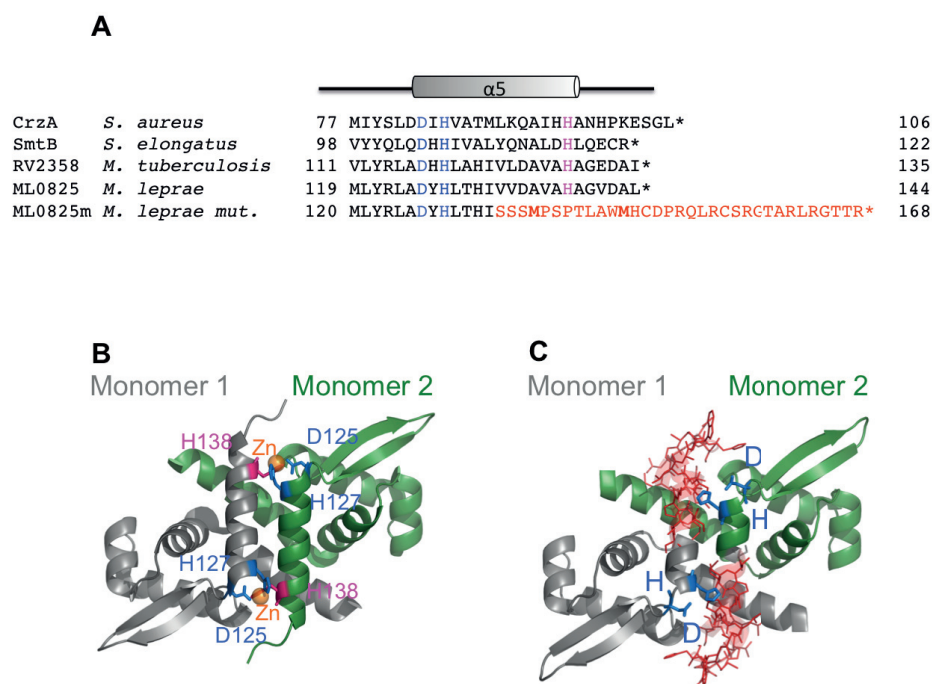 A
α5
CrzA S. aureus 77 MIYSLDDIHVATMLKQAIHHANHPKESGL* 106
SmtB S. elongatus 98 VYYQLQDHHIVALYQNALDHLQECR* 122
RV2358 M. tuberculosis 111 VLYRLADHLAHIVLDAVAHAGEDAI* 135
ML0825 M. leprae 119 MLYRLADYHLTHIVVDAVAHAGVDAL* 144
ML0825m M. leprae mut. 120 MLYRLADYHLTHISSSMPSPTLAWMHCDPRQLRCSRGTARLRGTTR* 168
B
Monomer 1 Monomer 2
H138 Zn D125
H127
H127
H138
Zn
D125
C
Monomer 1 Monomer 2
D
H
H
D